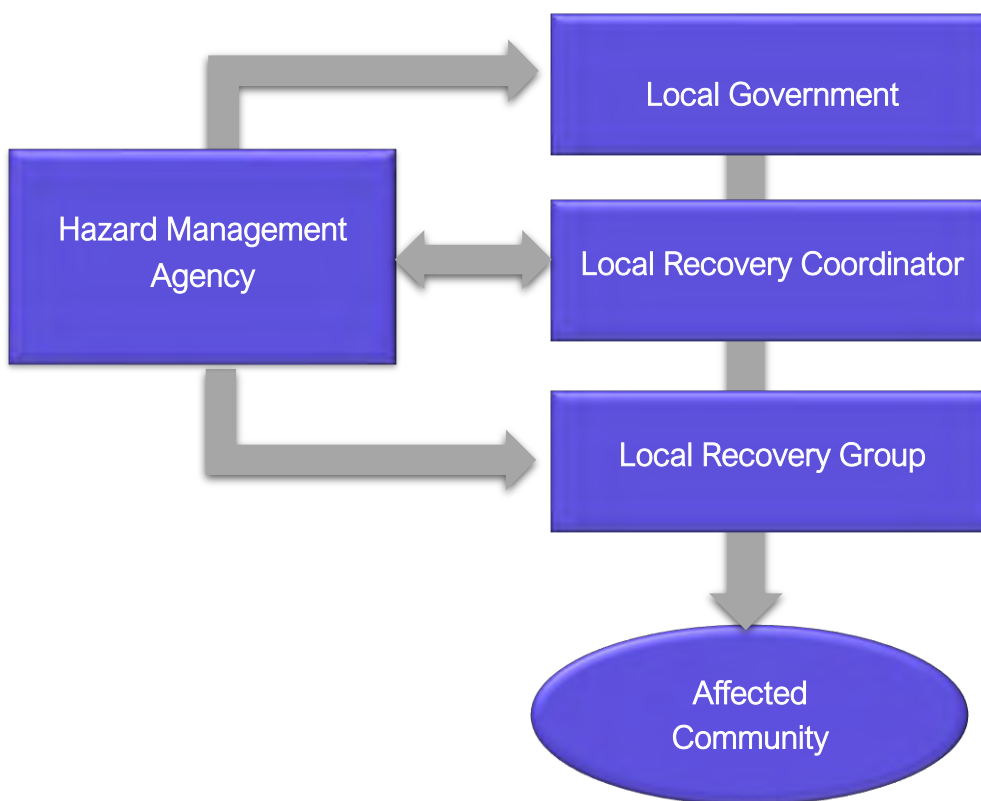 Local Government
Hazard Management
Agency
Local Recovery Coordinator
Local Recovery Group
Affected
Community